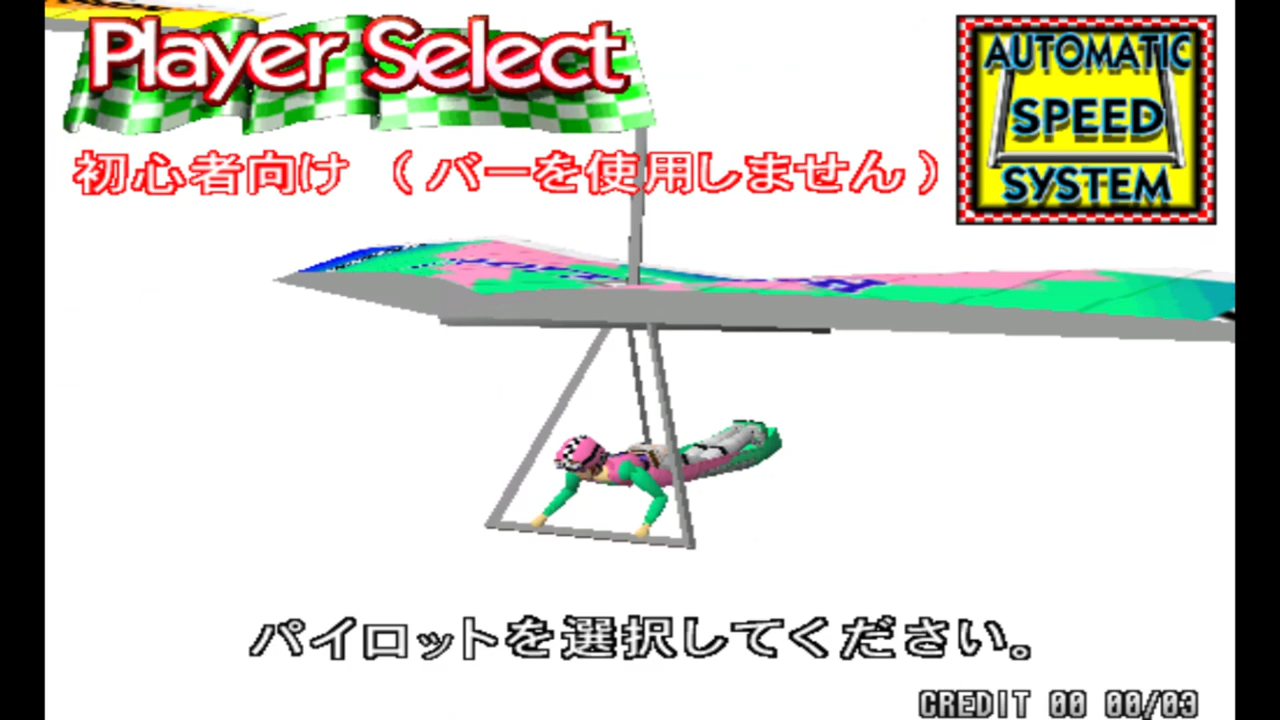 Player Select
AUTOMATIC
SPEED
SYSTEM
初心者向け （バーを使用しません）
パイロットを選択してください。
CREDIT 00 00/03